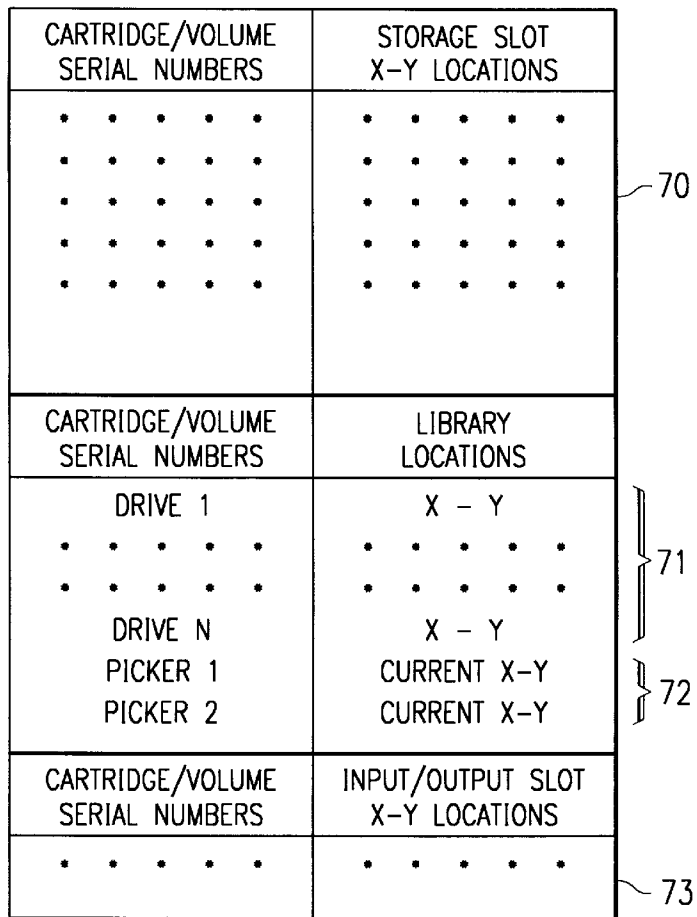 CARTRIDGE/VOLUME SERIAL NUMBERS
STORAGE SLOT X-Y LOCATIONS
70
CARTRIDGE/VOLUME SERIAL NUMBERS
LIBRARY LOCATIONS
DRIVE 1 X - Y
71
DRIVE N X - Y
PICKER 1 CURRENT X-Y
72
PICKER 2 CURRENT X-Y
CARTRIDGE/VOLUME SERIAL NUMBERS
INPUT/OUTPUT SLOT X-Y LOCATIONS
73